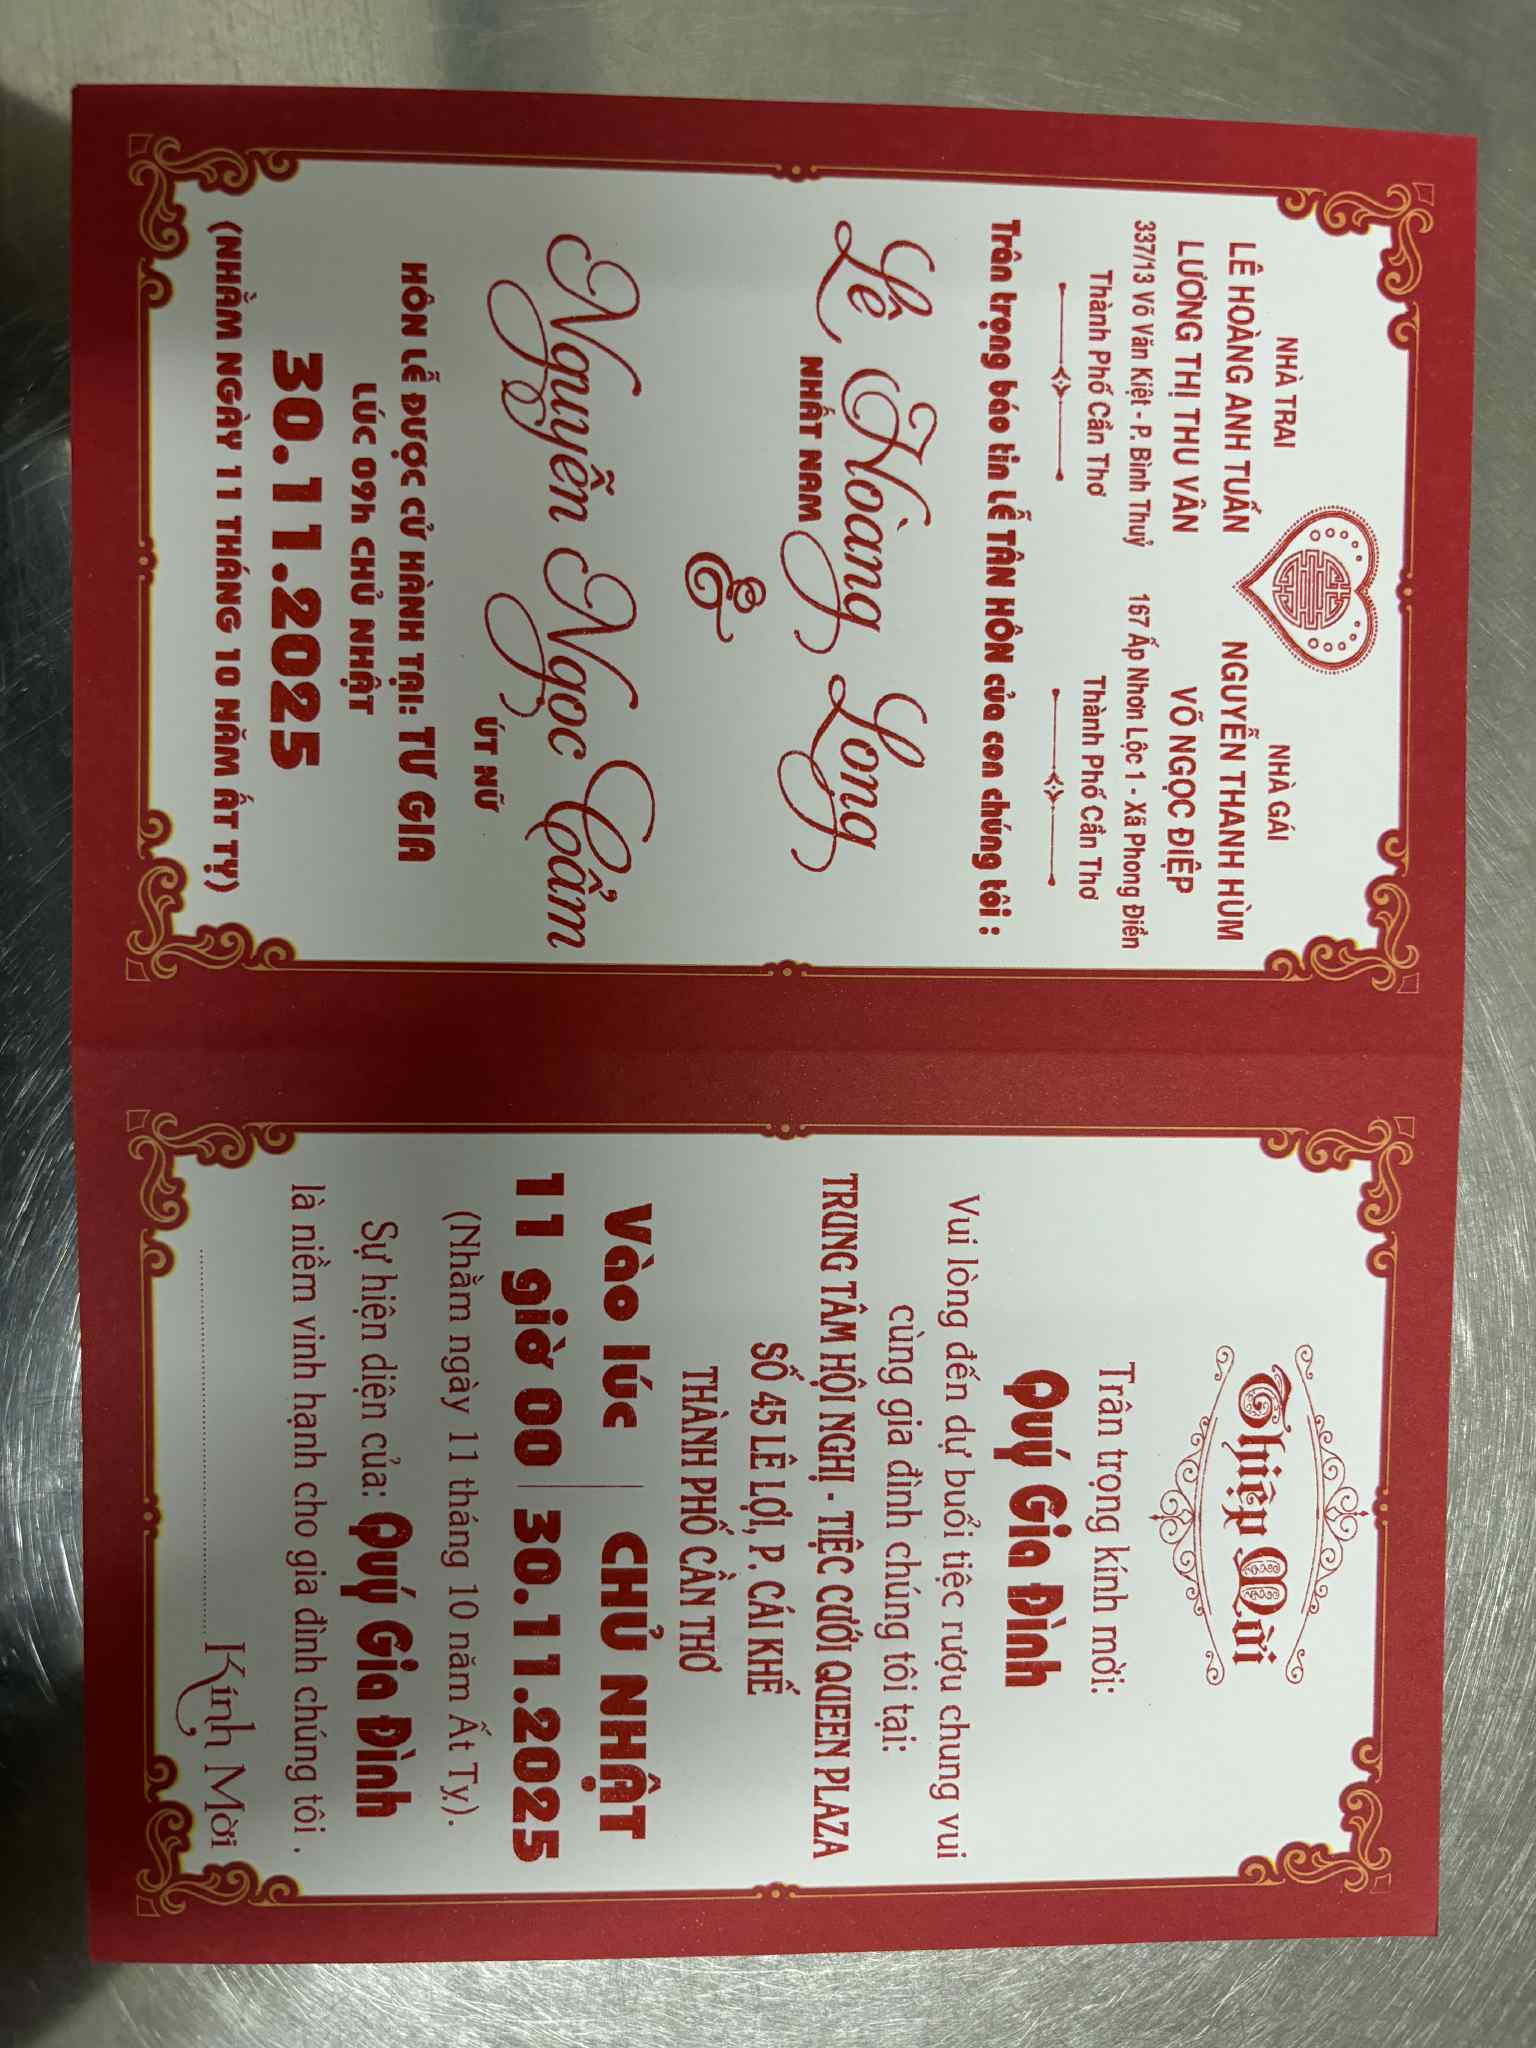 NHÀ TRAI
LÊ HOÀNG ANH TUẤN
LƯƠNG THỊ THU VÂN
337/13 Võ Văn Kiệt - P. Bình Thuỷ
Thành Phố Cần Thơ
NHÀ GÁI
NGUYỄN THANH HÙM
VÕ NGỌC ĐIỆP
167 Ấp Nhơn Lộc 1 - Xã Phong Điền
Thành Phố Cần Thơ
Trân trọng báo tin LỄ TÂN HÔN của con chúng tôi :
Lê Hoàng Long
NHẤT NAM
&
Nguyễn Ngọc Cẩm
ÚT NỮ
HÔN LỄ ĐƯỢC CỬ HÀNH TẠI: TƯ GIA
LÚC 09h CHỦ NHẬT
30.11.2025
(NHẰM NGÀY 11 THÁNG 10 NĂM ẤT TỴ)
Thiệp Mời
Trân trọng kính mời:
Quý Gia Đình
Vui lòng đến dự buổi tiệc rượu chung vui
cùng gia đình chúng tôi tại:
TRUNG TÂM HỘI NGHỊ - TIỆC CƯỚI QUEEN PLAZA
SỐ 45 LÊ LỢI, P. CÁI KHẾ
THÀNH PHỐ CẦN THƠ
Vào lúc
11 giờ 00
CHỦ NHẬT
30.11.2025
(Nhằm ngày 11 tháng 10 năm Ất Tỵ).
Sự hiện diện của: Quý Gia Đình
là niềm vinh hạnh cho gia đình chúng tôi .
Kính Mời